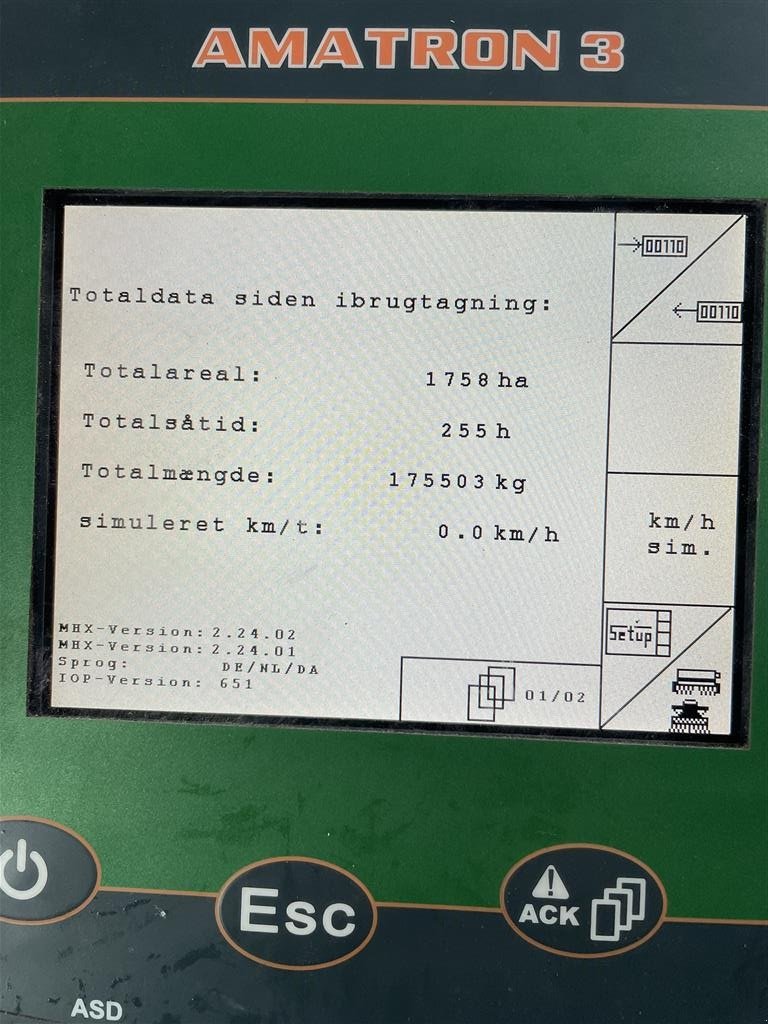 AMATRON 3
00110
00110
Totaldata siden ibrugtagning:
Totalareal: 1758 ha
Totalsåtid: 255 h
Totalmængde: 175503 kg
simuleret km/t: 0.0 km/h
km/h
sim.
Setup
MHX-Version: 2.24.02
MHX-Version: 2.24.01
Sprog: DE/NL/DA
IOP-Version: 651
01/02
Esc
ACK
ASD